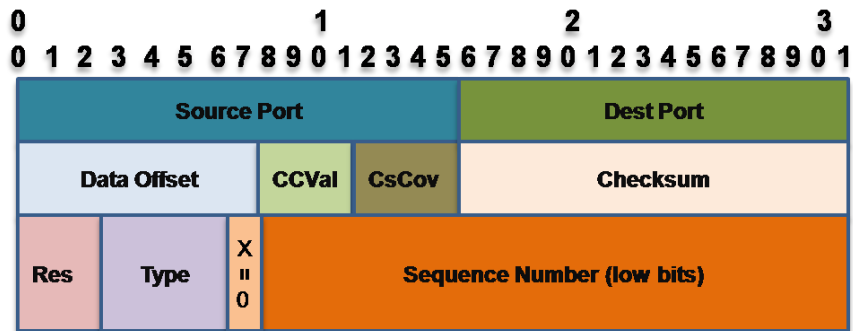 0 1 2 3
0 1 2 3 4 5 6 7 8 9 0 1 2 3 4 5 6 7 8 9 0 1 2 3 4 5 6 7 8 9 0 1
Source Port Dest Port
Data Offset CCVal CsCov Checksum
Res Type X=0 Sequence Number (low bits)